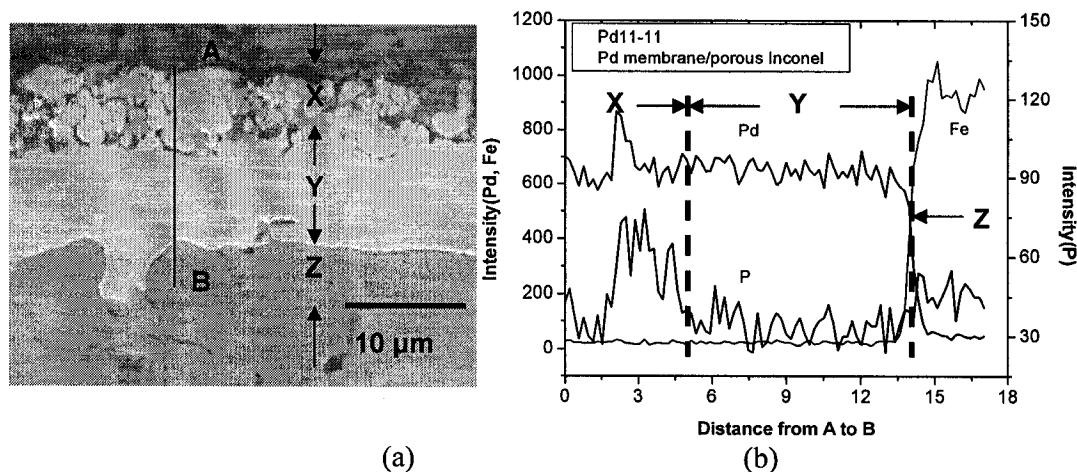 A
X
Y
Z
B
10 µm
(a)
Pd11-11
Pd membrane/porous Inconel
X
Y
Z
Pd
Fe
P
Intensity(Pd, Fe)
1200
1000
800
600
400
200
0
Intensity(P)
150
120
90
60
30
0
3
6
9
12
15
18
Distance from A to B
(b)